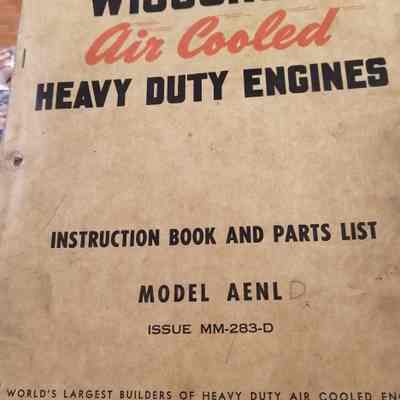 Air Cooled
HEAVY DUTY ENGINES
INSTRUCTION BOOK AND PARTS LIST
MODEL AENL D
ISSUE MM-283-D
WORLD'S LARGEST BUILDERS OF HEAVY DUTY AIR COOLED